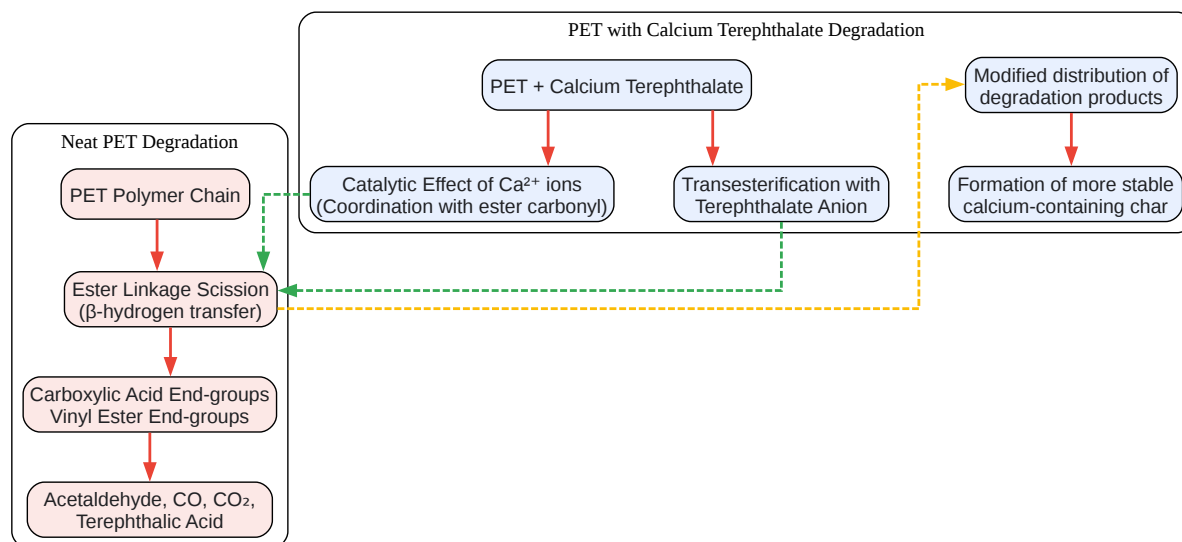 PET with Calcium Terephthalate Degradation
PET + Calcium Terephthalate
Modified distribution of
degradation products
Neat PET Degradation
PET Polymer Chain
Catalytic Effect of Ca²⁺ ions
(Coordination with ester carbonyl)
Transesterification with
Terephthalate Anion
Formation of more stable
calcium-containing char
Ester Linkage Scission
(β-hydrogen transfer)
Carboxylic Acid End-groups
Vinyl Ester End-groups
Acetaldehyde, CO, CO₂,
Terephthalic Acid